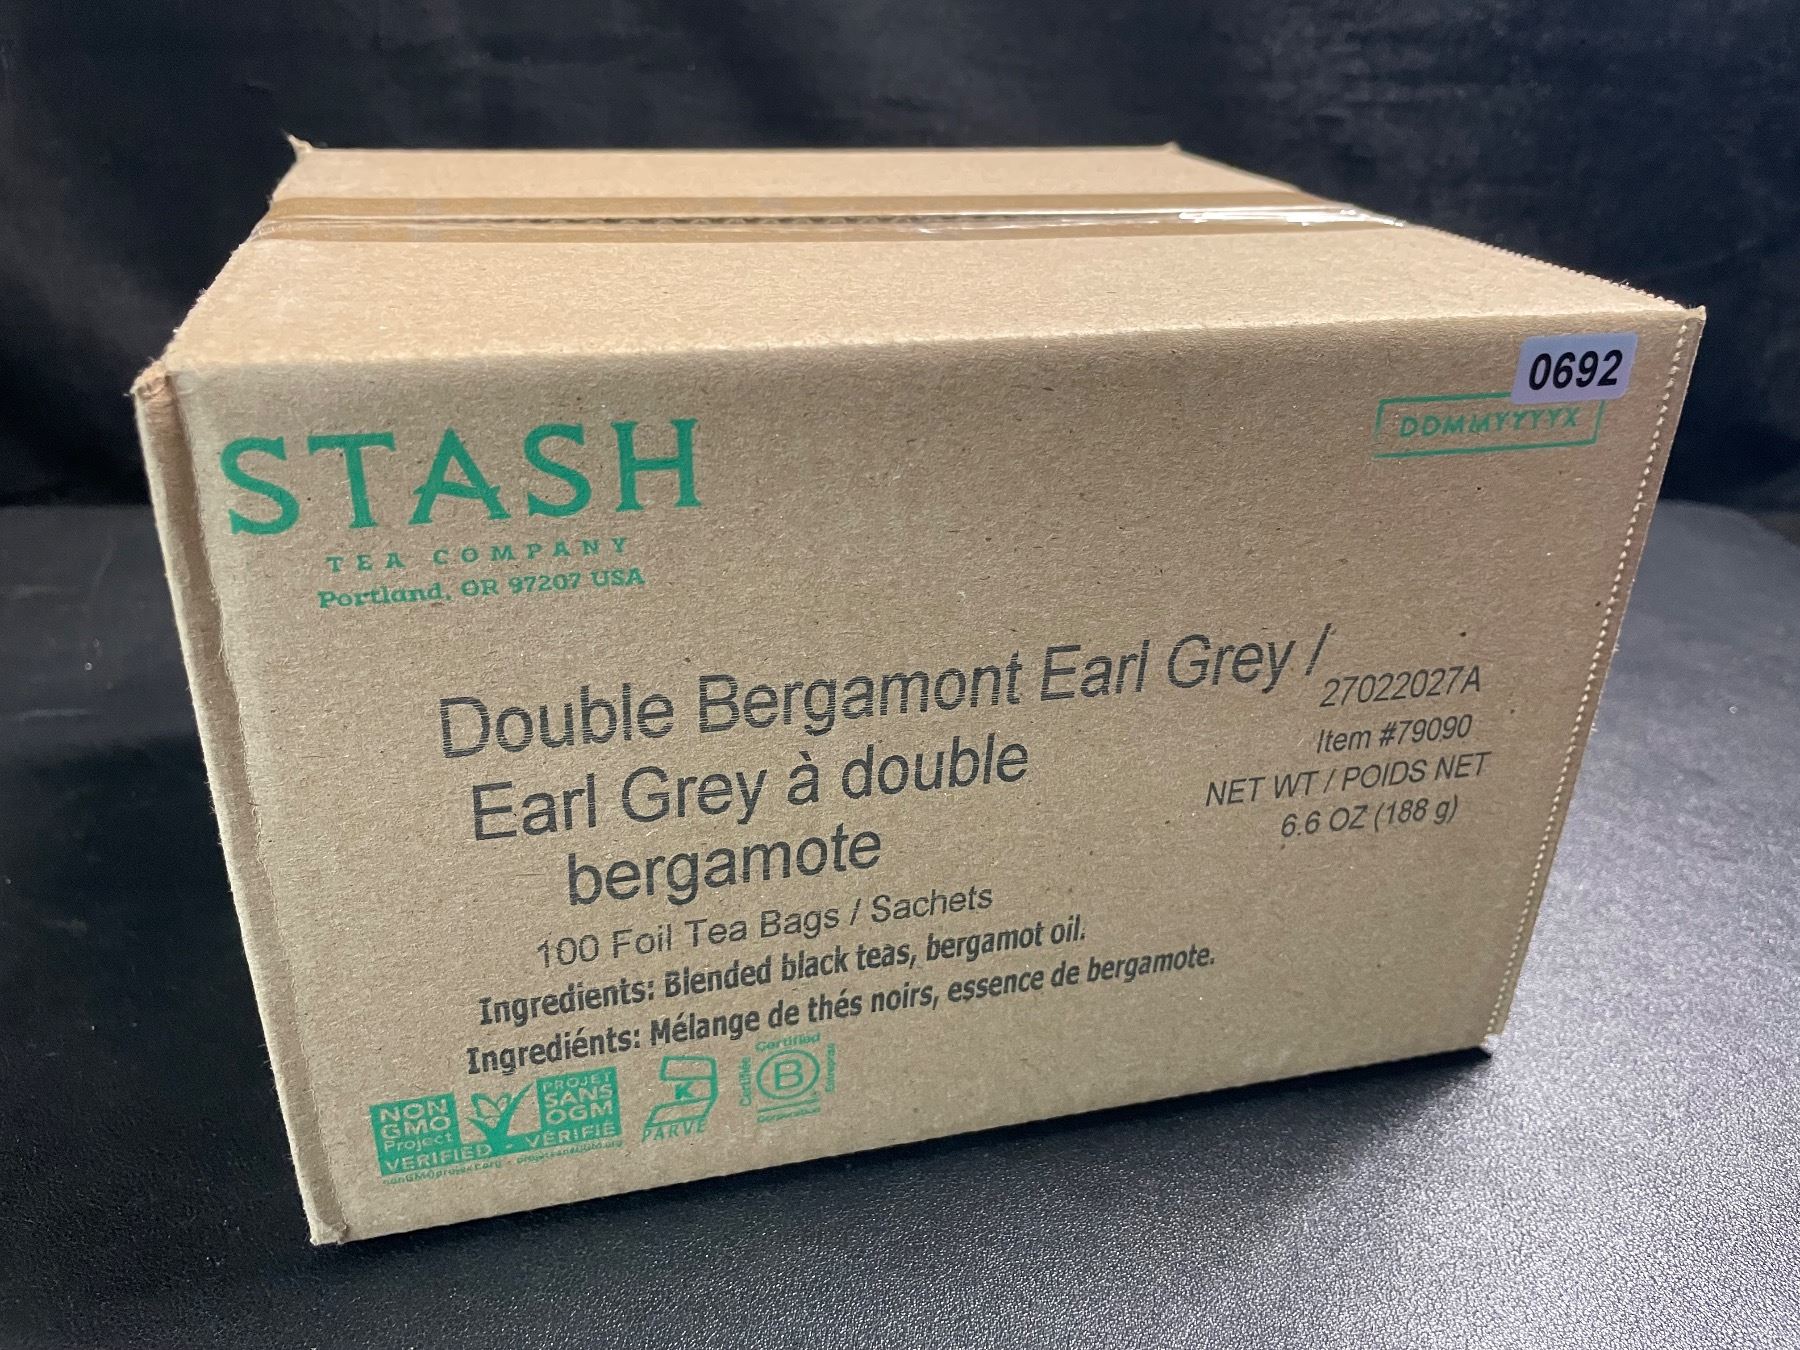 0692
DDMMYYYYX
STASH
TEA COMPANY
Portland, OR 97207 USA
Double Bergamont Earl Grey /
Earl Grey à double
bergamote
27022027A
Item #79090
NET WT / POIDS NET
6.6 OZ (188 g)
100 Foil Tea Bags / Sachets
Ingredients: Blended black teas, bergamot oil.
Ingrediénts: Mélange de thés noirs, essence de bergamote.
NON
GMO
Project
VERIFIED
PROJET
SANS
OGM
VÉRIFIÉ
nonGMOproject.org
K
PARVE
Certified
Certifiée
B